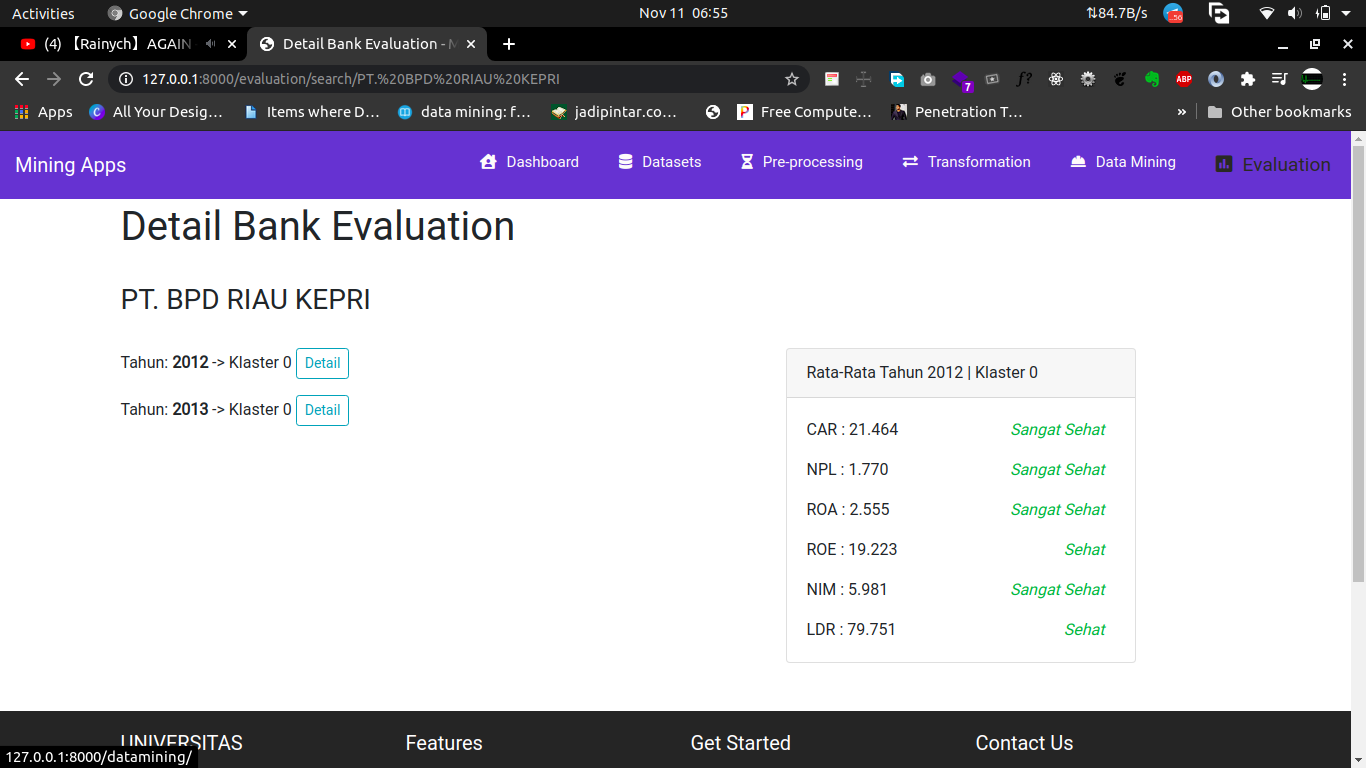 Activities Google Chrome Nov 11 06:55 84.7B/s 56
(4) 【Rainych】AGAIN Detail Bank Evaluation - M
127.0.0.1:8000/evaluation/search/PT.%20BPD%20RIAU%20KEPRI 7 f? ABP
Apps All Your Desig… Items where D… data mining: f… jadipintar.co… Free Compute… Penetration T… » Other bookmarks
Mining Apps Dashboard Datasets Pre-processing Transformation Data Mining Evaluation
Detail Bank Evaluation
PT. BPD RIAU KEPRI
Tahun: 2012 -> Klaster 0 Detail
Tahun: 2013 -> Klaster 0 Detail
Rata-Rata Tahun 2012 | Klaster 0
CAR : 21.464 Sangat Sehat
NPL : 1.770 Sangat Sehat
ROA : 2.555 Sangat Sehat
ROE : 19.223 Sehat
NIM : 5.981 Sangat Sehat
LDR : 79.751 Sehat
UNIVERSITAS Features Get Started Contact Us
127.0.0.1:8000/datamining/